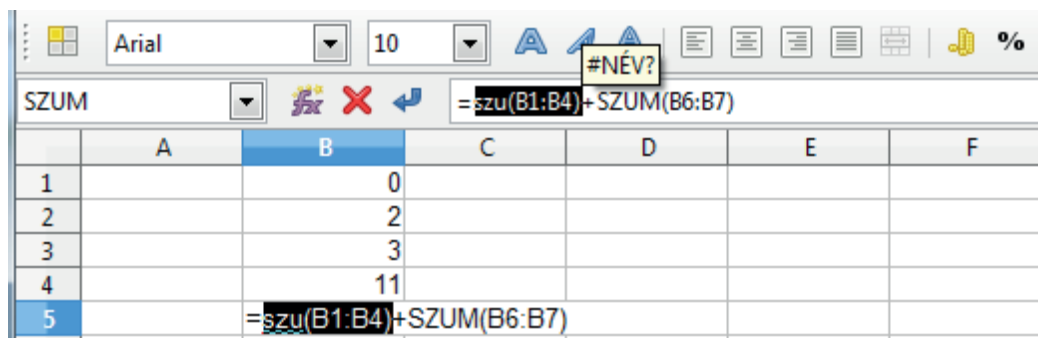 Arial 10 %
#NÉV?
SZUM =szu(B1:B4)+SZUM(B6:B7)
A B C D E F
1 0
2 2
3 3
4 11
5 =szu(B1:B4)+SZUM(B6:B7)